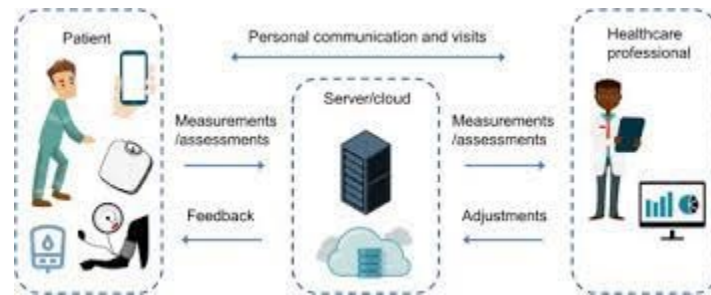 Patient
Personal communication and visits
Healthcare
professional
Server/cloud
Measurements
/assessments
Measurements
/assessments
Feedback
Adjustments